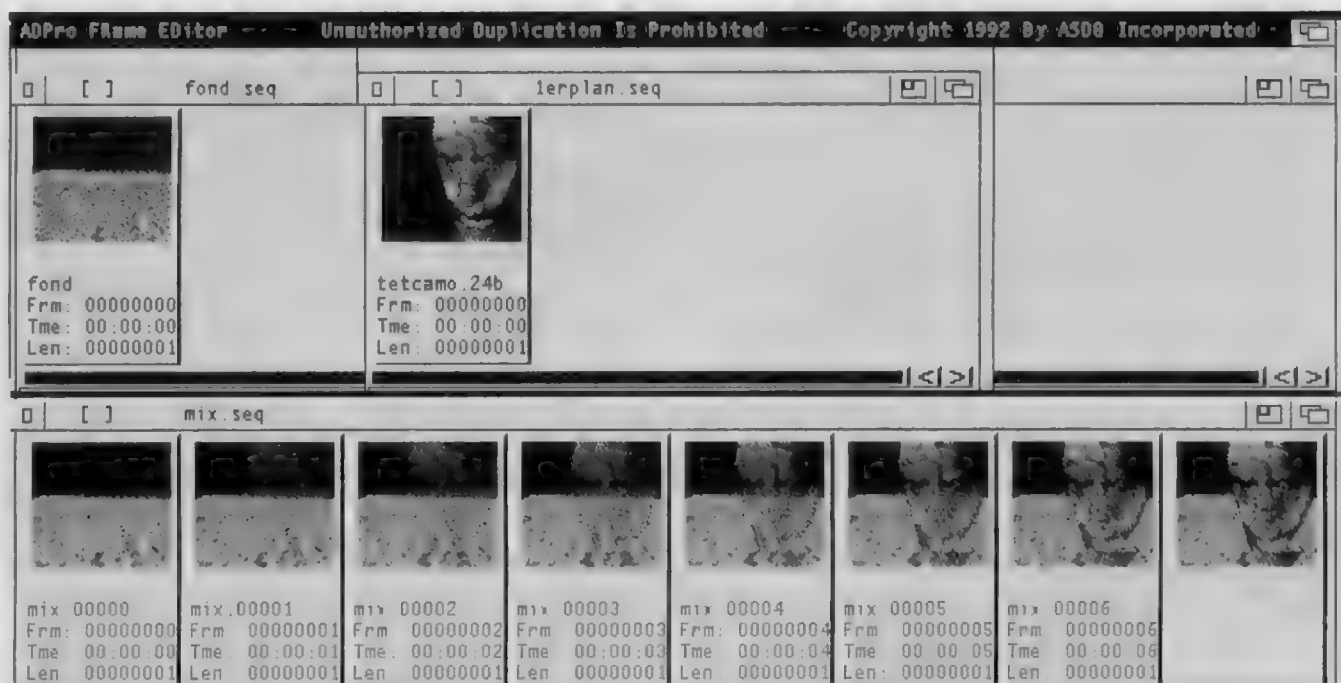 ADPro FRame EDitor --- Unauthorized Duplication Is Prohibited --- Copyright 1992 By ASDG Incorporated -
[ ] fond seq
[ ] 1erplan.seq
fond
Frm: 00000000
Tme: 00:00:00
Len: 00000001
tetcamo.24b
Frm: 00000000
Tme: 00:00:00
Len: 00000001
[ ] mix.seq
mix 00000
Frm: 00000000
Tme 00:00:00
Len 00000001
mix.00001
Frm 00000001
Tme 00:00:01
Len 00000001
mix 00002
Frm 00000002
Tme: 00:00:02
Len 00000001
mix 00003
Frm 00000003
Tme 00:00:03
Len 00000001
mix 00004
Frm: 00000004
Tme 00:00:04
Len: 00000001
mix 00005
Frm 00000005
Tme 00 00 05
Len: 00000001
mix 00006
Frm 00000006
Tme 00 00 06
Len 00000001